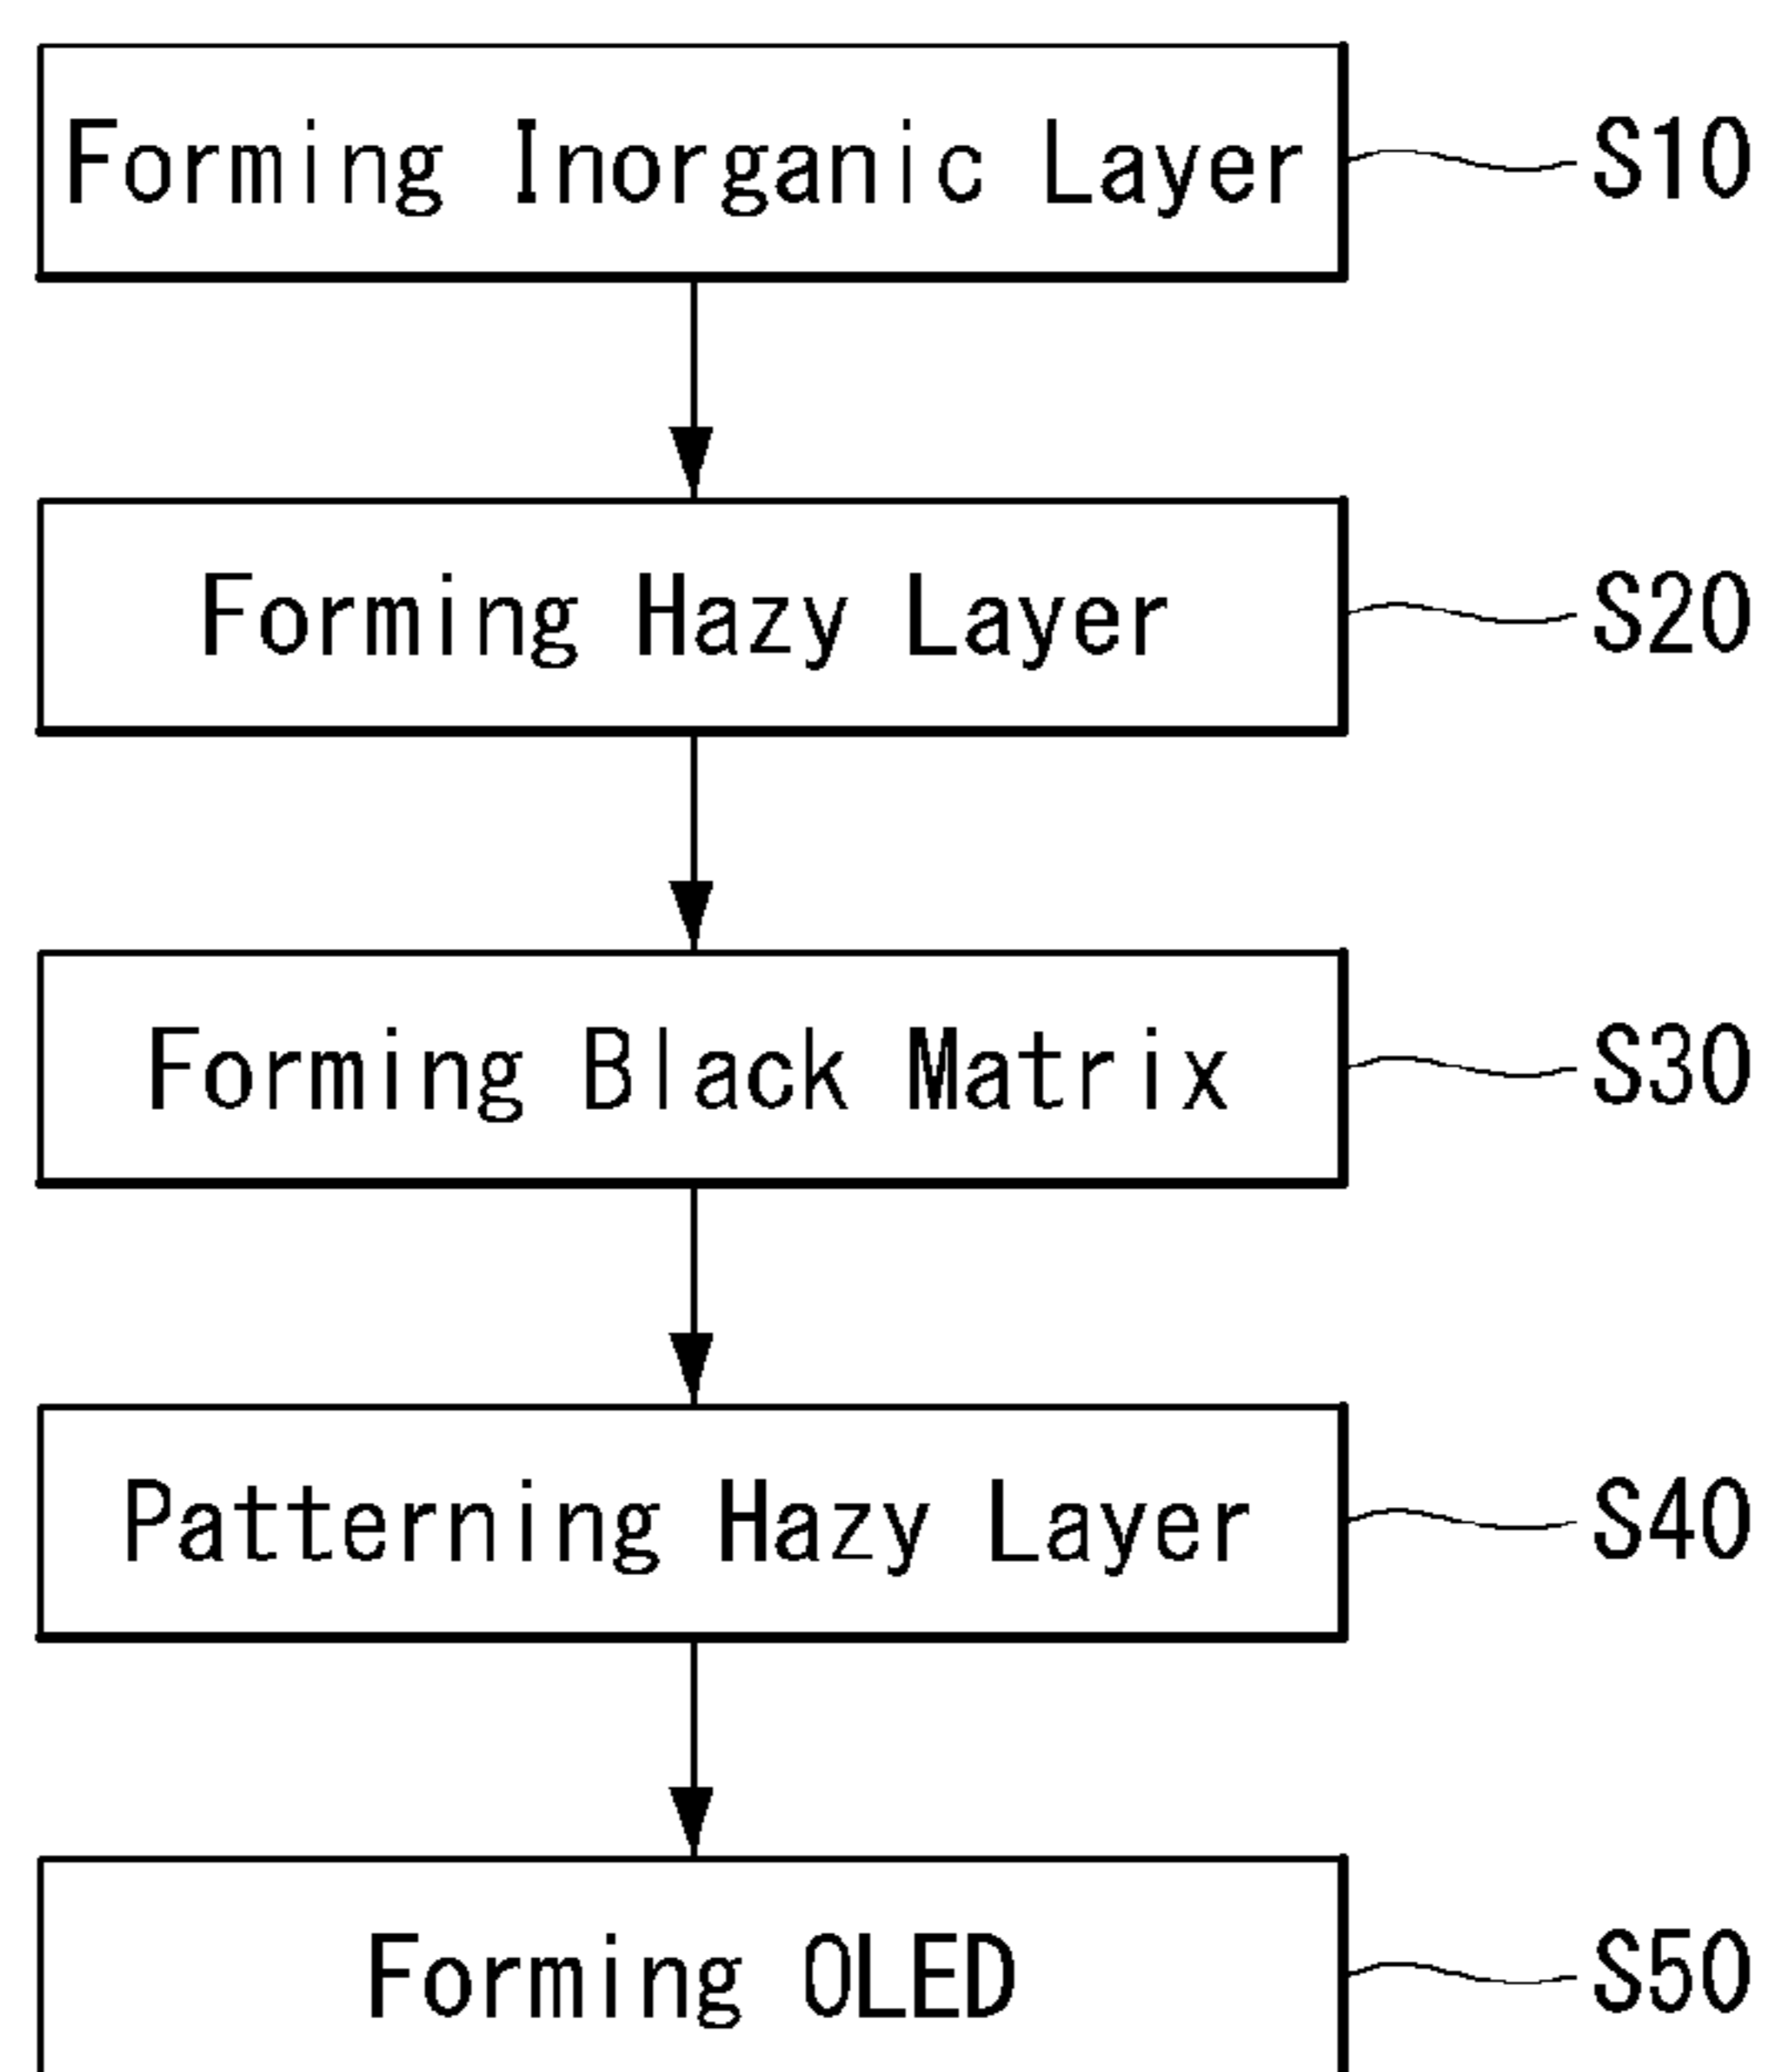 Forming Inorganic Layer S10
Forming Hazy Layer S20
Forming Black Matrix S30
Patterning Hazy Layer S40
Forming OLED S50